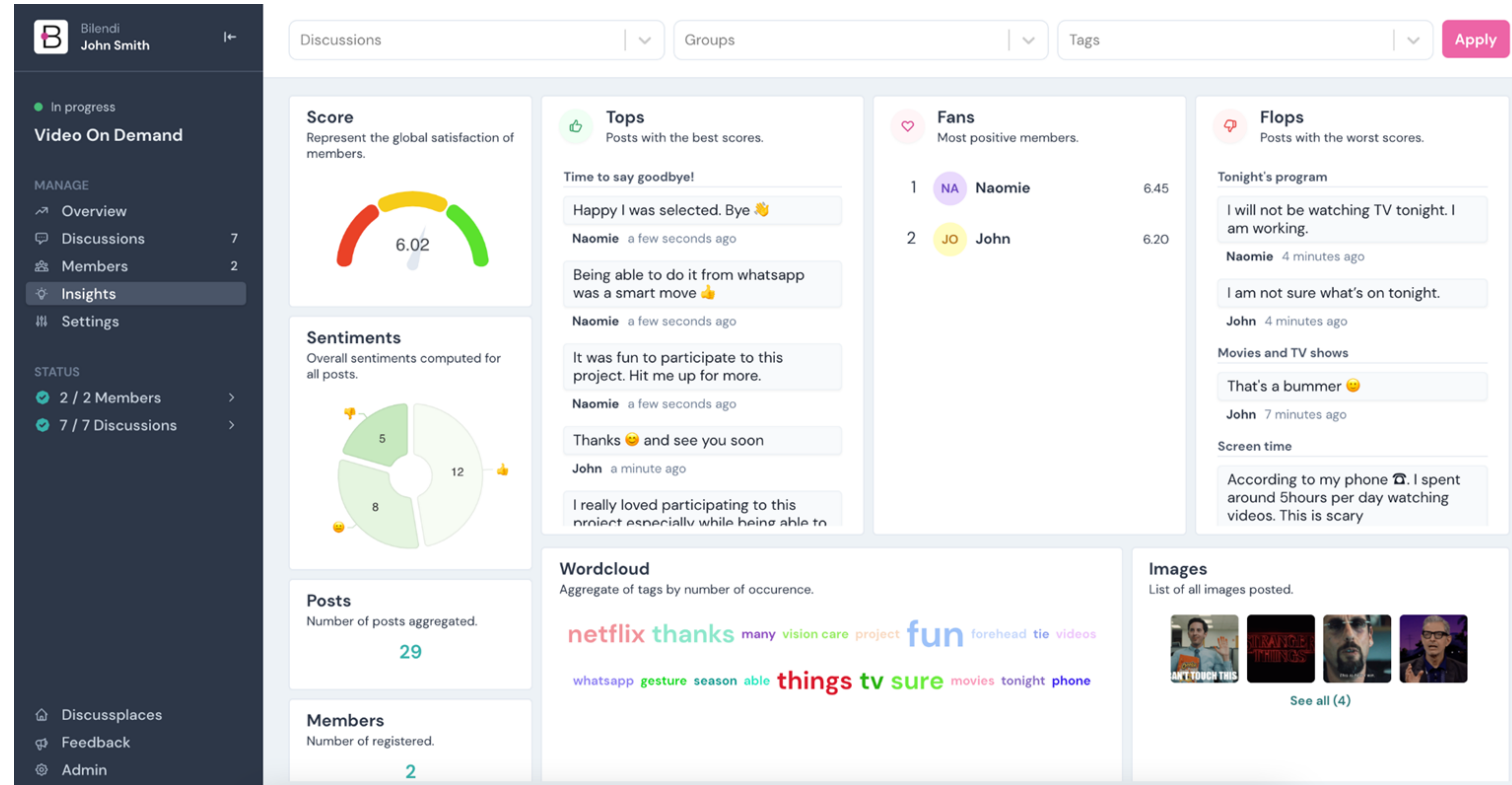 Bilendi
John Smith
In progress
Video On Demand
MANAGE
Overview
Discussions 7
Members 2
Insights
Settings
STATUS
2 / 2 Members
7 / 7 Discussions
Discussplaces
Feedback
Admin
Discussions
Groups
Tags
Apply
Score
Represent the global satisfaction of
members.
6.02
Sentiments
Overall sentiments computed for
all posts.
5
12
8
Posts
Number of posts aggregated.
29
Members
Number of registered.
2
Tops
Posts with the best scores.
Time to say goodbye!
Happy I was selected. Bye 👋
Naomie a few seconds ago
Being able to do it from whatsapp
was a smart move 👍
Naomie a few seconds ago
It was fun to participate to this
project. Hit me up for more.
Naomie a few seconds ago
Thanks 😊 and see you soon
John a minute ago
I really loved participating to this
project especially while being able to
Fans
Most positive members.
1 NA Naomie 6.45
2 JO John 6.20
Flops
Posts with the worst scores.
Tonight's program
I will not be watching TV tonight. I
am working.
Naomie 4 minutes ago
I am not sure what's on tonight.
John 4 minutes ago
Movies and TV shows
That's a bummer 😐
John 7 minutes ago
Screen time
According to my phone ☎. I spent
around 5hours per day watching
videos. This is scary
Wordcloud
Aggregate of tags by number of occurence.
netflix thanks many vision care project fun forehead tie videos
whatsapp gesture season able things tv sure movies tonight phone
Images
List of all images posted.
AN'T TOUCH THIS
STRANGER
THINGS
See all (4)